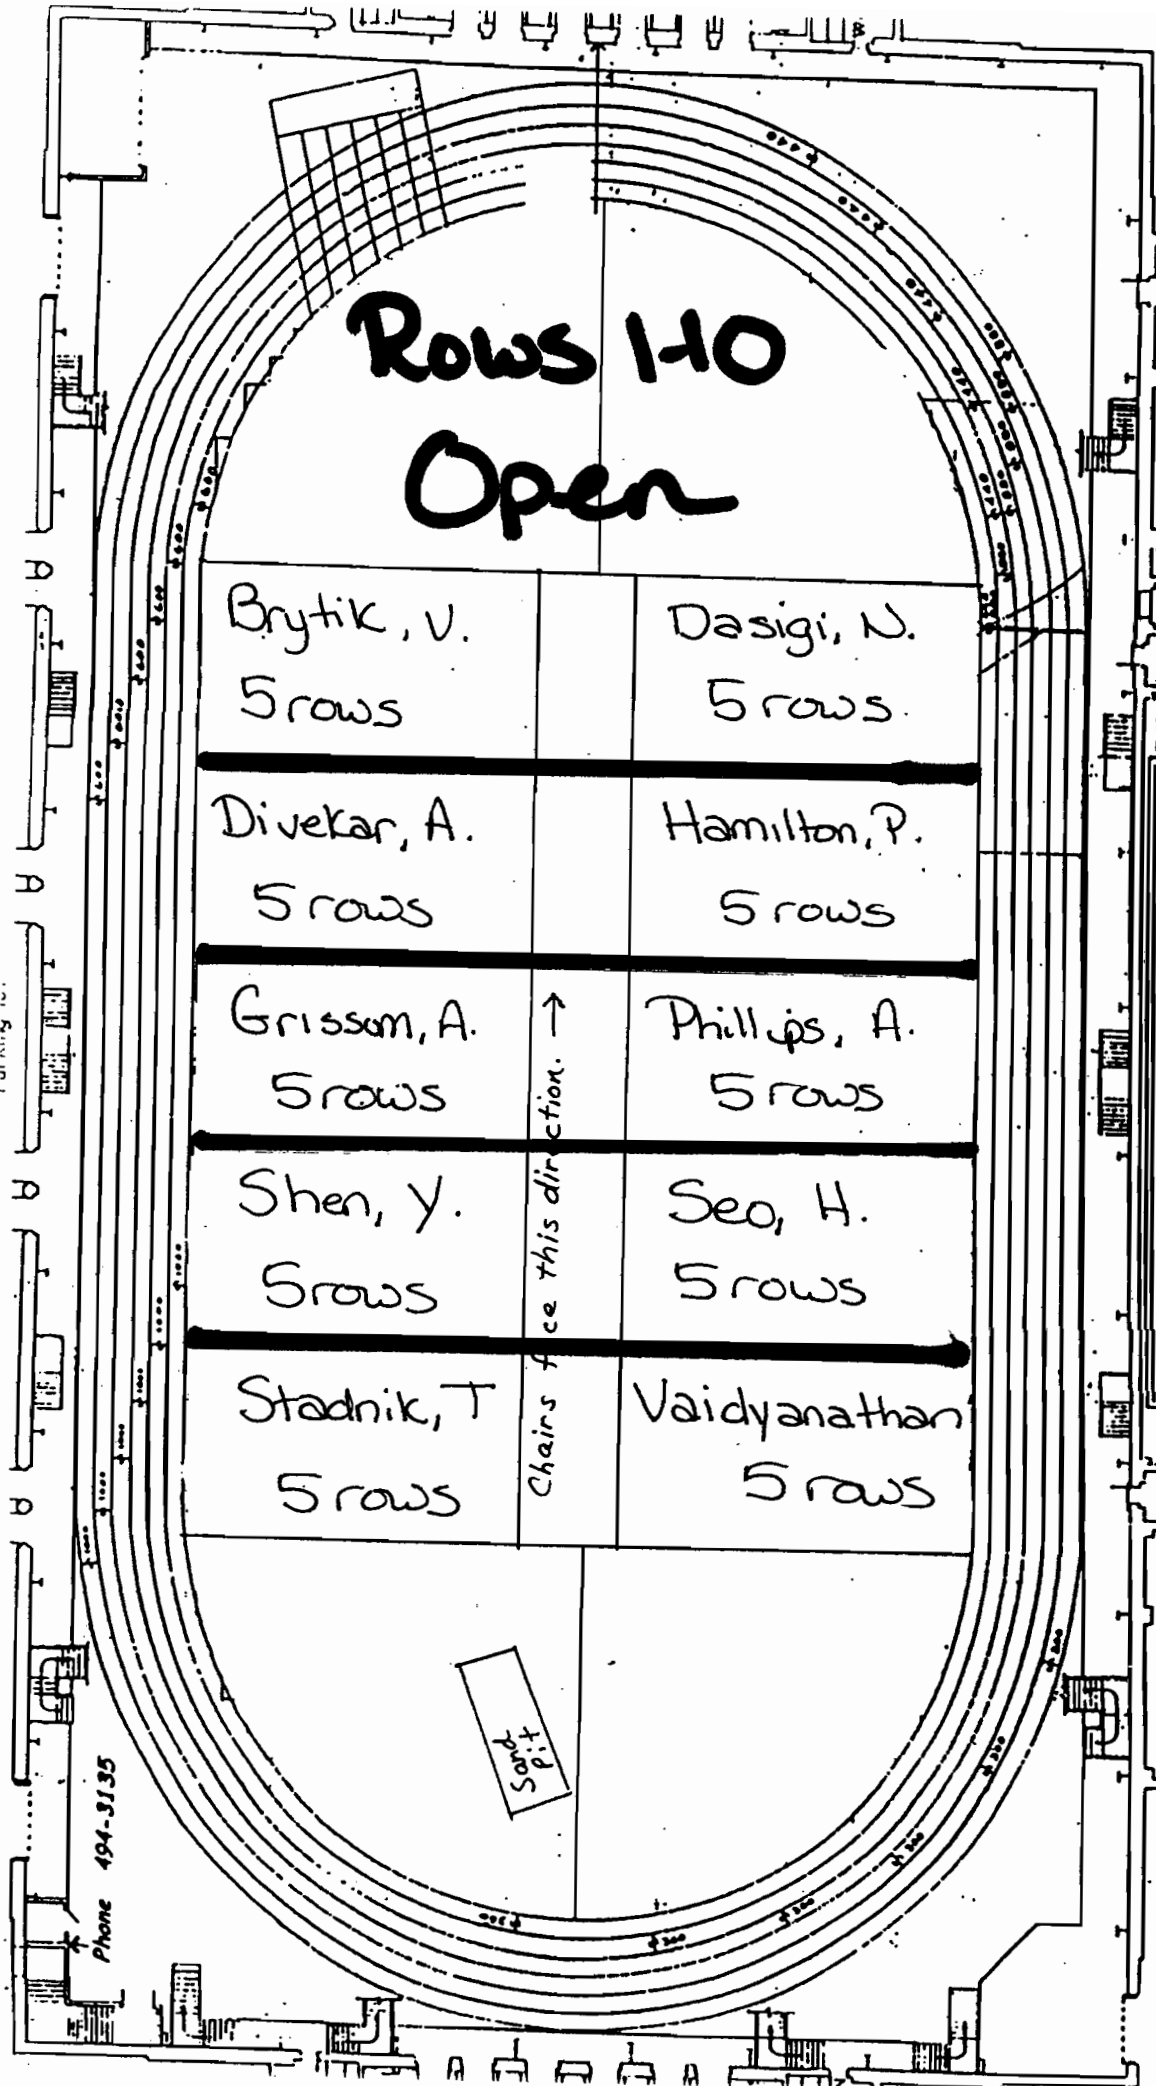 Rows 1-10
Open
Brytik, V.
5 rows
Dasigi, N.
5 rows.
Divekar, A.
5 rows
Hamilton, P.
5 rows
Grissom, A.
5 rows
Phillips, A.
5 rows
Shen, Y.
5 rows
Seo, H.
5 rows
Stadnik, T
5 rows
Vaidyanathan
5 rows
Chairs face this direction. →
Sand
Pit
Phone 494-3135